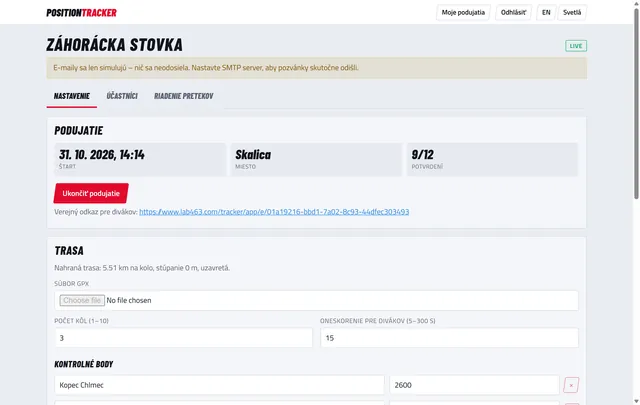 POSITIONTRACKER
Moje podujatia
Odhlásiť
EN
Svetlá
ZÁHORÁCKA STOVKA
LIVE
E-maily sa len simulujú – nič sa neodosiela. Nastavte SMTP server, aby pozvánky skutočne odišli.
NASTAVENIE
ÚČASTNÍCI
RIADENIE PRETEKOV
PODUJATIE
31. 10. 2026, 14:14
ŠTART
Skalica
MIESTO
9/12
POTVRDENÍ
Ukončiť podujatie
Verejný odkaz pre divákov: https://www.lab463.com/tracker/app/e/01a19216-bbd1-7a02-8c93-44dfec303493
TRASA
Nahraná trasa: 5.51 km na kolo, stúpanie 0 m, uzavretá.
SÚBOR GPX
Choose file No file chosen
POČET KÔL (1–10)
ONESKORENIE PRE DIVÁKOV (5–300 S)
3
15
KONTROLNÉ BODY
Kopec Chlmec
2600
×